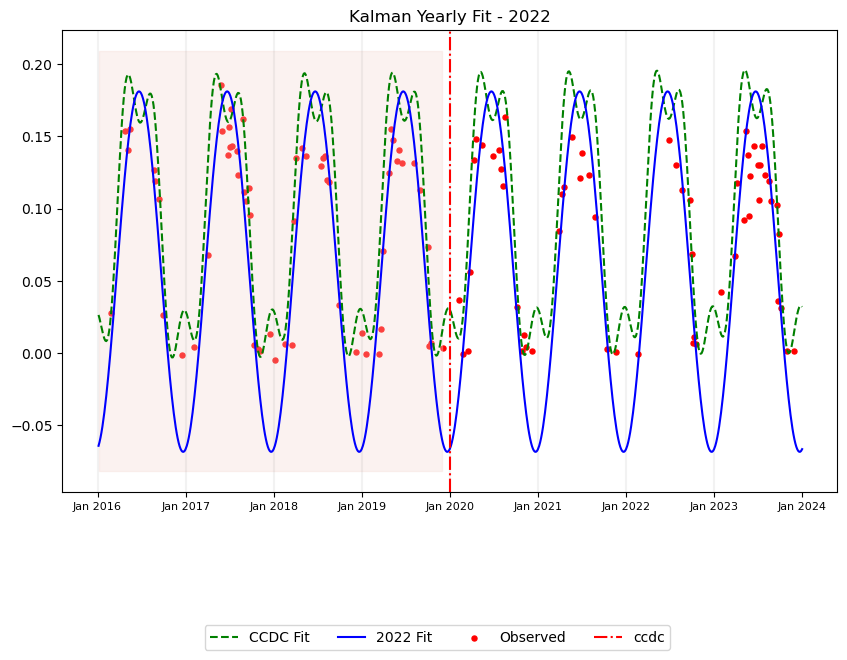 Kalman Yearly Fit - 2022
0.20
0.15
0.10
0.05
0.00
−0.05
Jan 2016 Jan 2017 Jan 2018 Jan 2019 Jan 2020 Jan 2021 Jan 2022 Jan 2023 Jan 2024
CCDC Fit 2022 Fit Observed ccdc